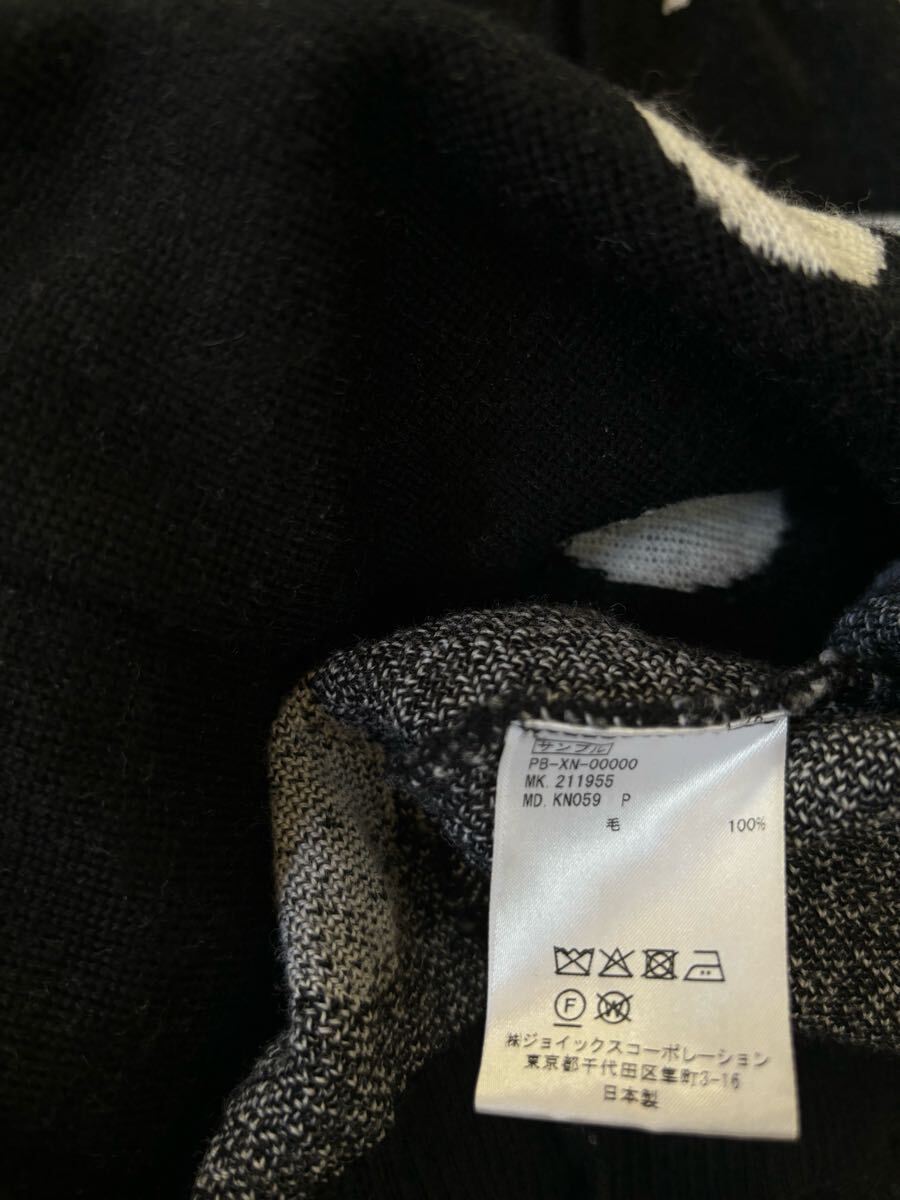 サンプル
PB-XN-00000
MK. 211955
MD. KN059 P
毛 100%
F
W
㈱ジョイックスコーポレーション
東京都千代田区隼町3-16
日本製